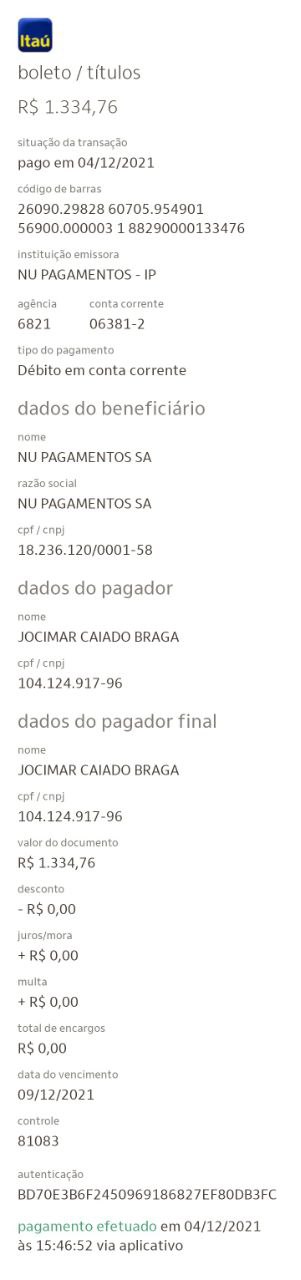 Itaú
boleto / títulos
R$ 1.334,76
situação da transação
pago em 04/12/2021
código de barras
26090.29828 60705.954901
56900.000003 1 88290000133476
instituição emissora
NU PAGAMENTOS - IP
agência conta corrente
6821 06381-2
tipo do pagamento
Débito em conta corrente
dados do beneficiário
nome
NU PAGAMENTOS SA
razão social
NU PAGAMENTOS SA
cpf / cnpj
18.236.120/0001-58
dados do pagador
nome
JOCIMAR CAIADO BRAGA
cpf / cnpj
104.124.917-96
dados do pagador final
nome
JOCIMAR CAIADO BRAGA
cpf / cnpj
104.124.917-96
valor do documento
R$ 1.334,76
desconto
- R$ 0,00
juros/mora
+ R$ 0,00
multa
+ R$ 0,00
total de encargos
R$ 0,00
data do vencimento
09/12/2021
controle
81083
autenticação
BD70E3B6F2450969186827EF80DB3FC
pagamento efetuado em 04/12/2021
às 15:46:52 via aplicativo